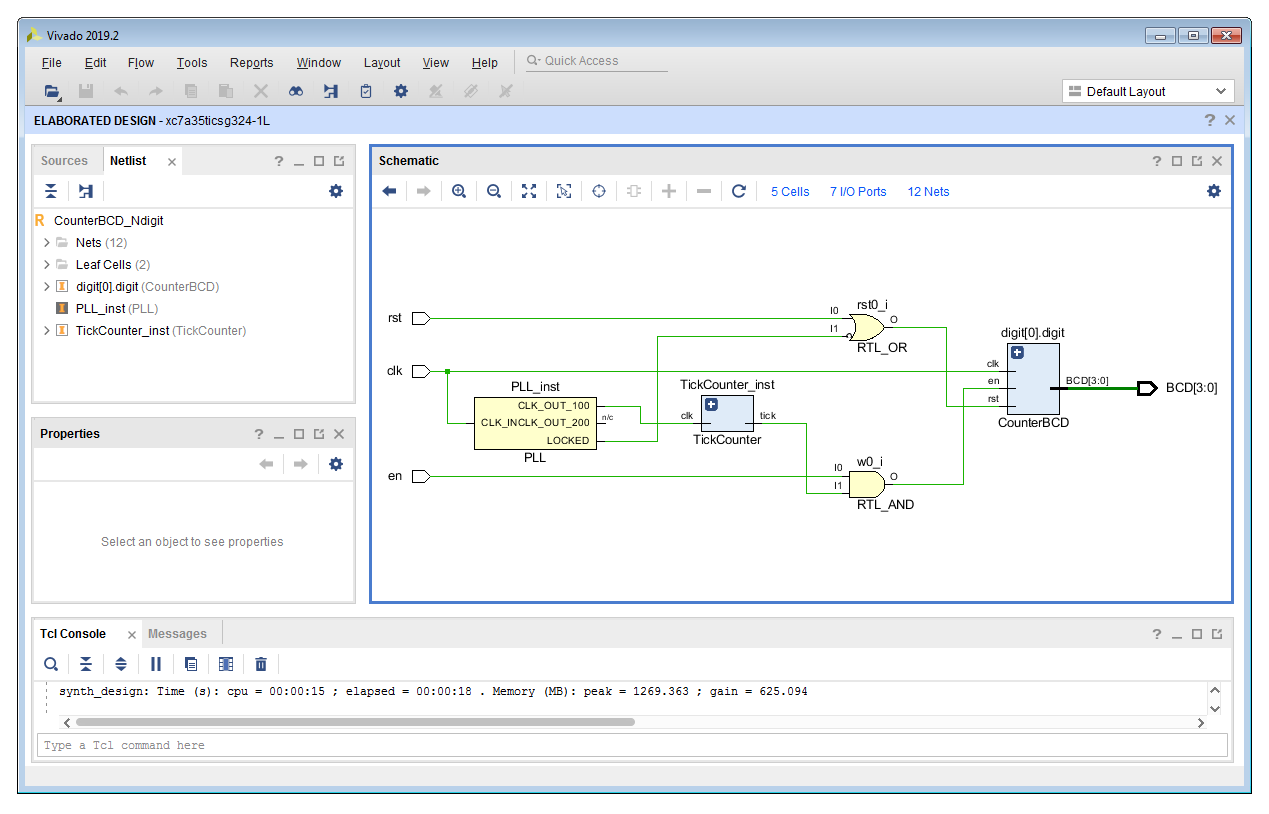 Vivado 2019.2
File Edit Flow Tools Reports Window Layout View Help Quick Access
Default Layout
ELABORATED DESIGN - xc7a35ticsg324-1L ?
Sources Netlist ?
R CounterBCD_Ndigit
Nets (12)
Leaf Cells (2)
I digit[0].digit (CounterBCD)
I PLL_inst (PLL)
I TickCounter_inst (TickCounter)
Properties ?
Select an object to see properties
Schematic ?
5 Cells 7 I/O Ports 12 Nets
rst
clk
en
PLL_inst
CLK_OUT_100
CLK_IN CLK_OUT_200
LOCKED
n/c
PLL
TickCounter_inst
clk tick
TickCounter
rst0_i
I0
I1
O
RTL_OR
w0_i
I0
I1
O
RTL_AND
digit[0].digit
clk
en
rst
BCD[3:0]
CounterBCD
BCD[3:0]
Tcl Console Messages ?
synth_design: Time (s): cpu = 00:00:15 ; elapsed = 00:00:18 . Memory (MB): peak = 1269.363 ; gain = 625.094
Type a Tcl command here